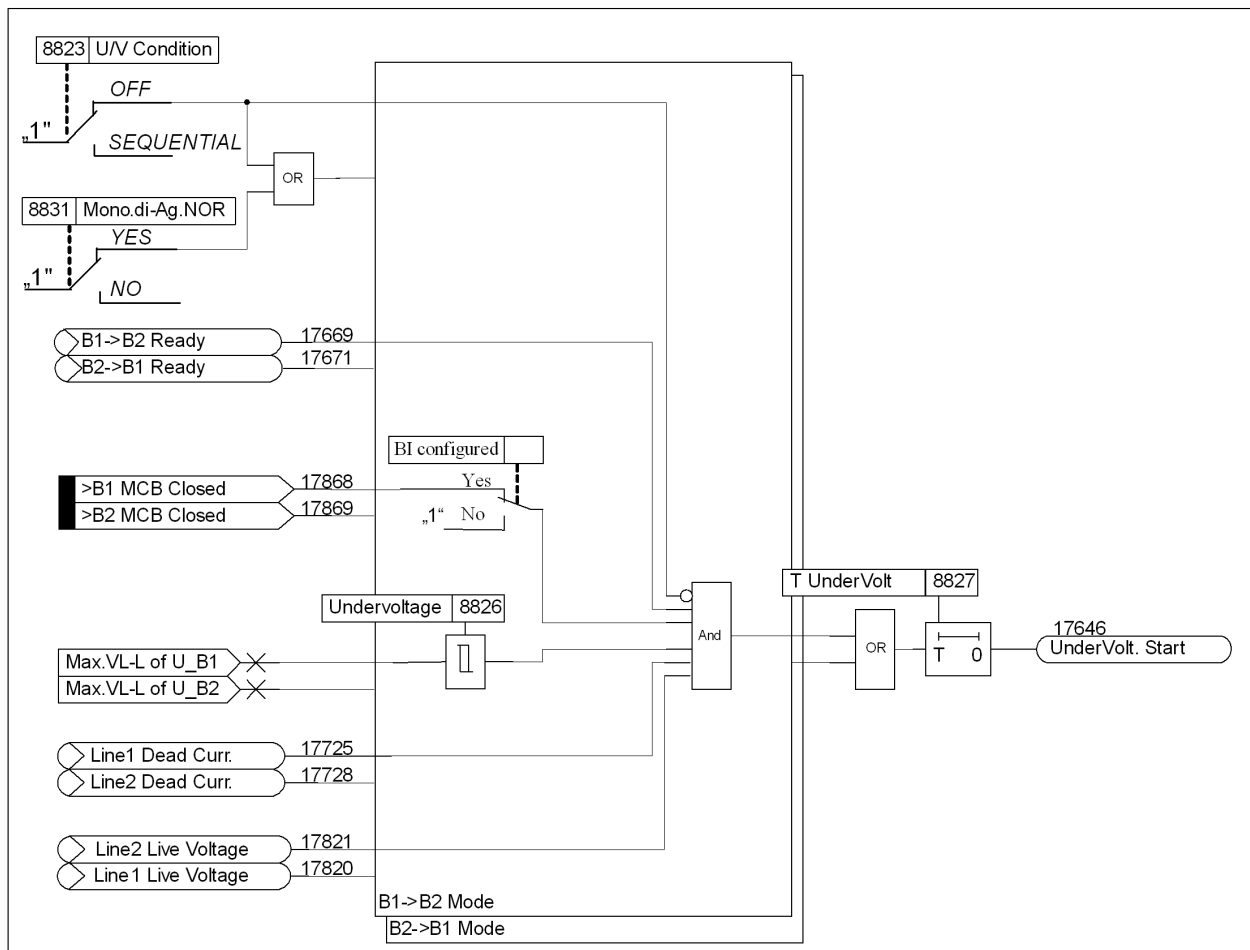 8823 U/V Condition
OFF
„1"
SEQUENTIAL
OR
8831 Mono.di-Ag.NOR
YES
„1"
NO
B1->B2 Ready 17669
B2->B1 Ready 17671
BI configured
>B1 MCB Closed 17868 Yes
>B2 MCB Closed 17869 „1“ No
T UnderVolt 8827
Undervoltage 8826
And
OR
T 0
17646
UnderVolt. Start
Max.VL-L of U_B1
Max.VL-L of U_B2
Line1 Dead Curr. 17725
Line2 Dead Curr. 17728
Line2 Live Voltage 17821
Line1 Live Voltage 17820
B1->B2 Mode
B2->B1 Mode